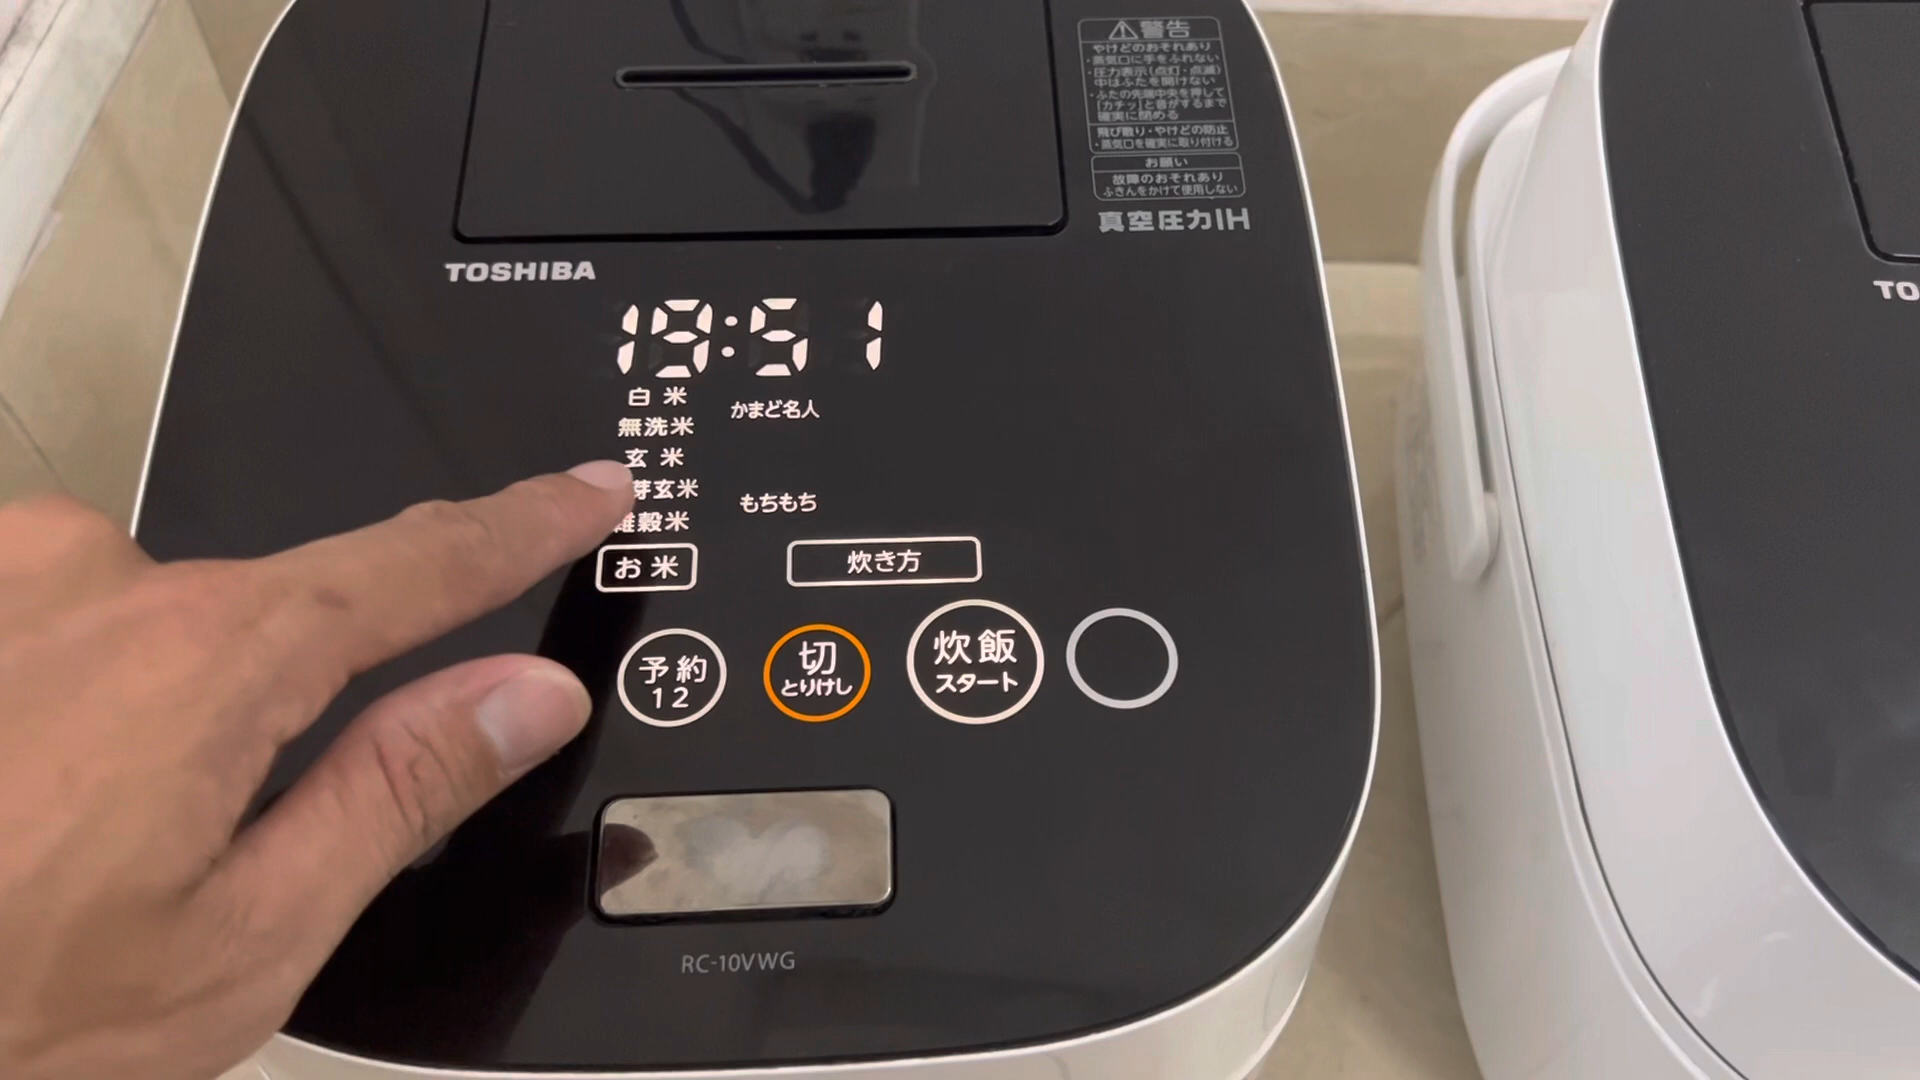 警告
やけどのおそれあり
・蒸気口に手をふれない
・圧力表示(点灯・点滅)
中はふたを開けない
・ふたの先端中央を押して
「カチッ」と音がするまで
確実に閉める
飛び散り・やけどの防止
・蒸気口を確実に取り付ける
お願い
故障のおそれあり
ふきんをかけて使用しない
真空圧力IH
TOSHIBA
TO
19:51
白米
かまど名人
無洗米
玄米
芽玄米
もちもち
雑穀米
お米
炊き方
予約
12
切
とりけし
炊飯
スタート
RC-10VWG